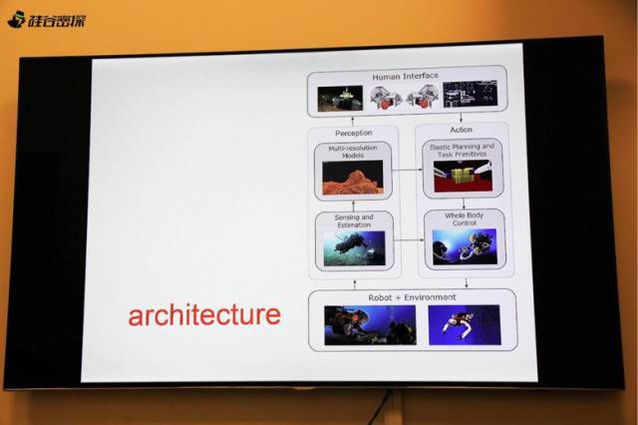 硅谷密探
Human Interface
Perception
Action
Multi-resolution
Models
Elastic Planning and
Task Primitives
Sensing and
Estimation
Whole Body
Control
Robot + Environment
architecture